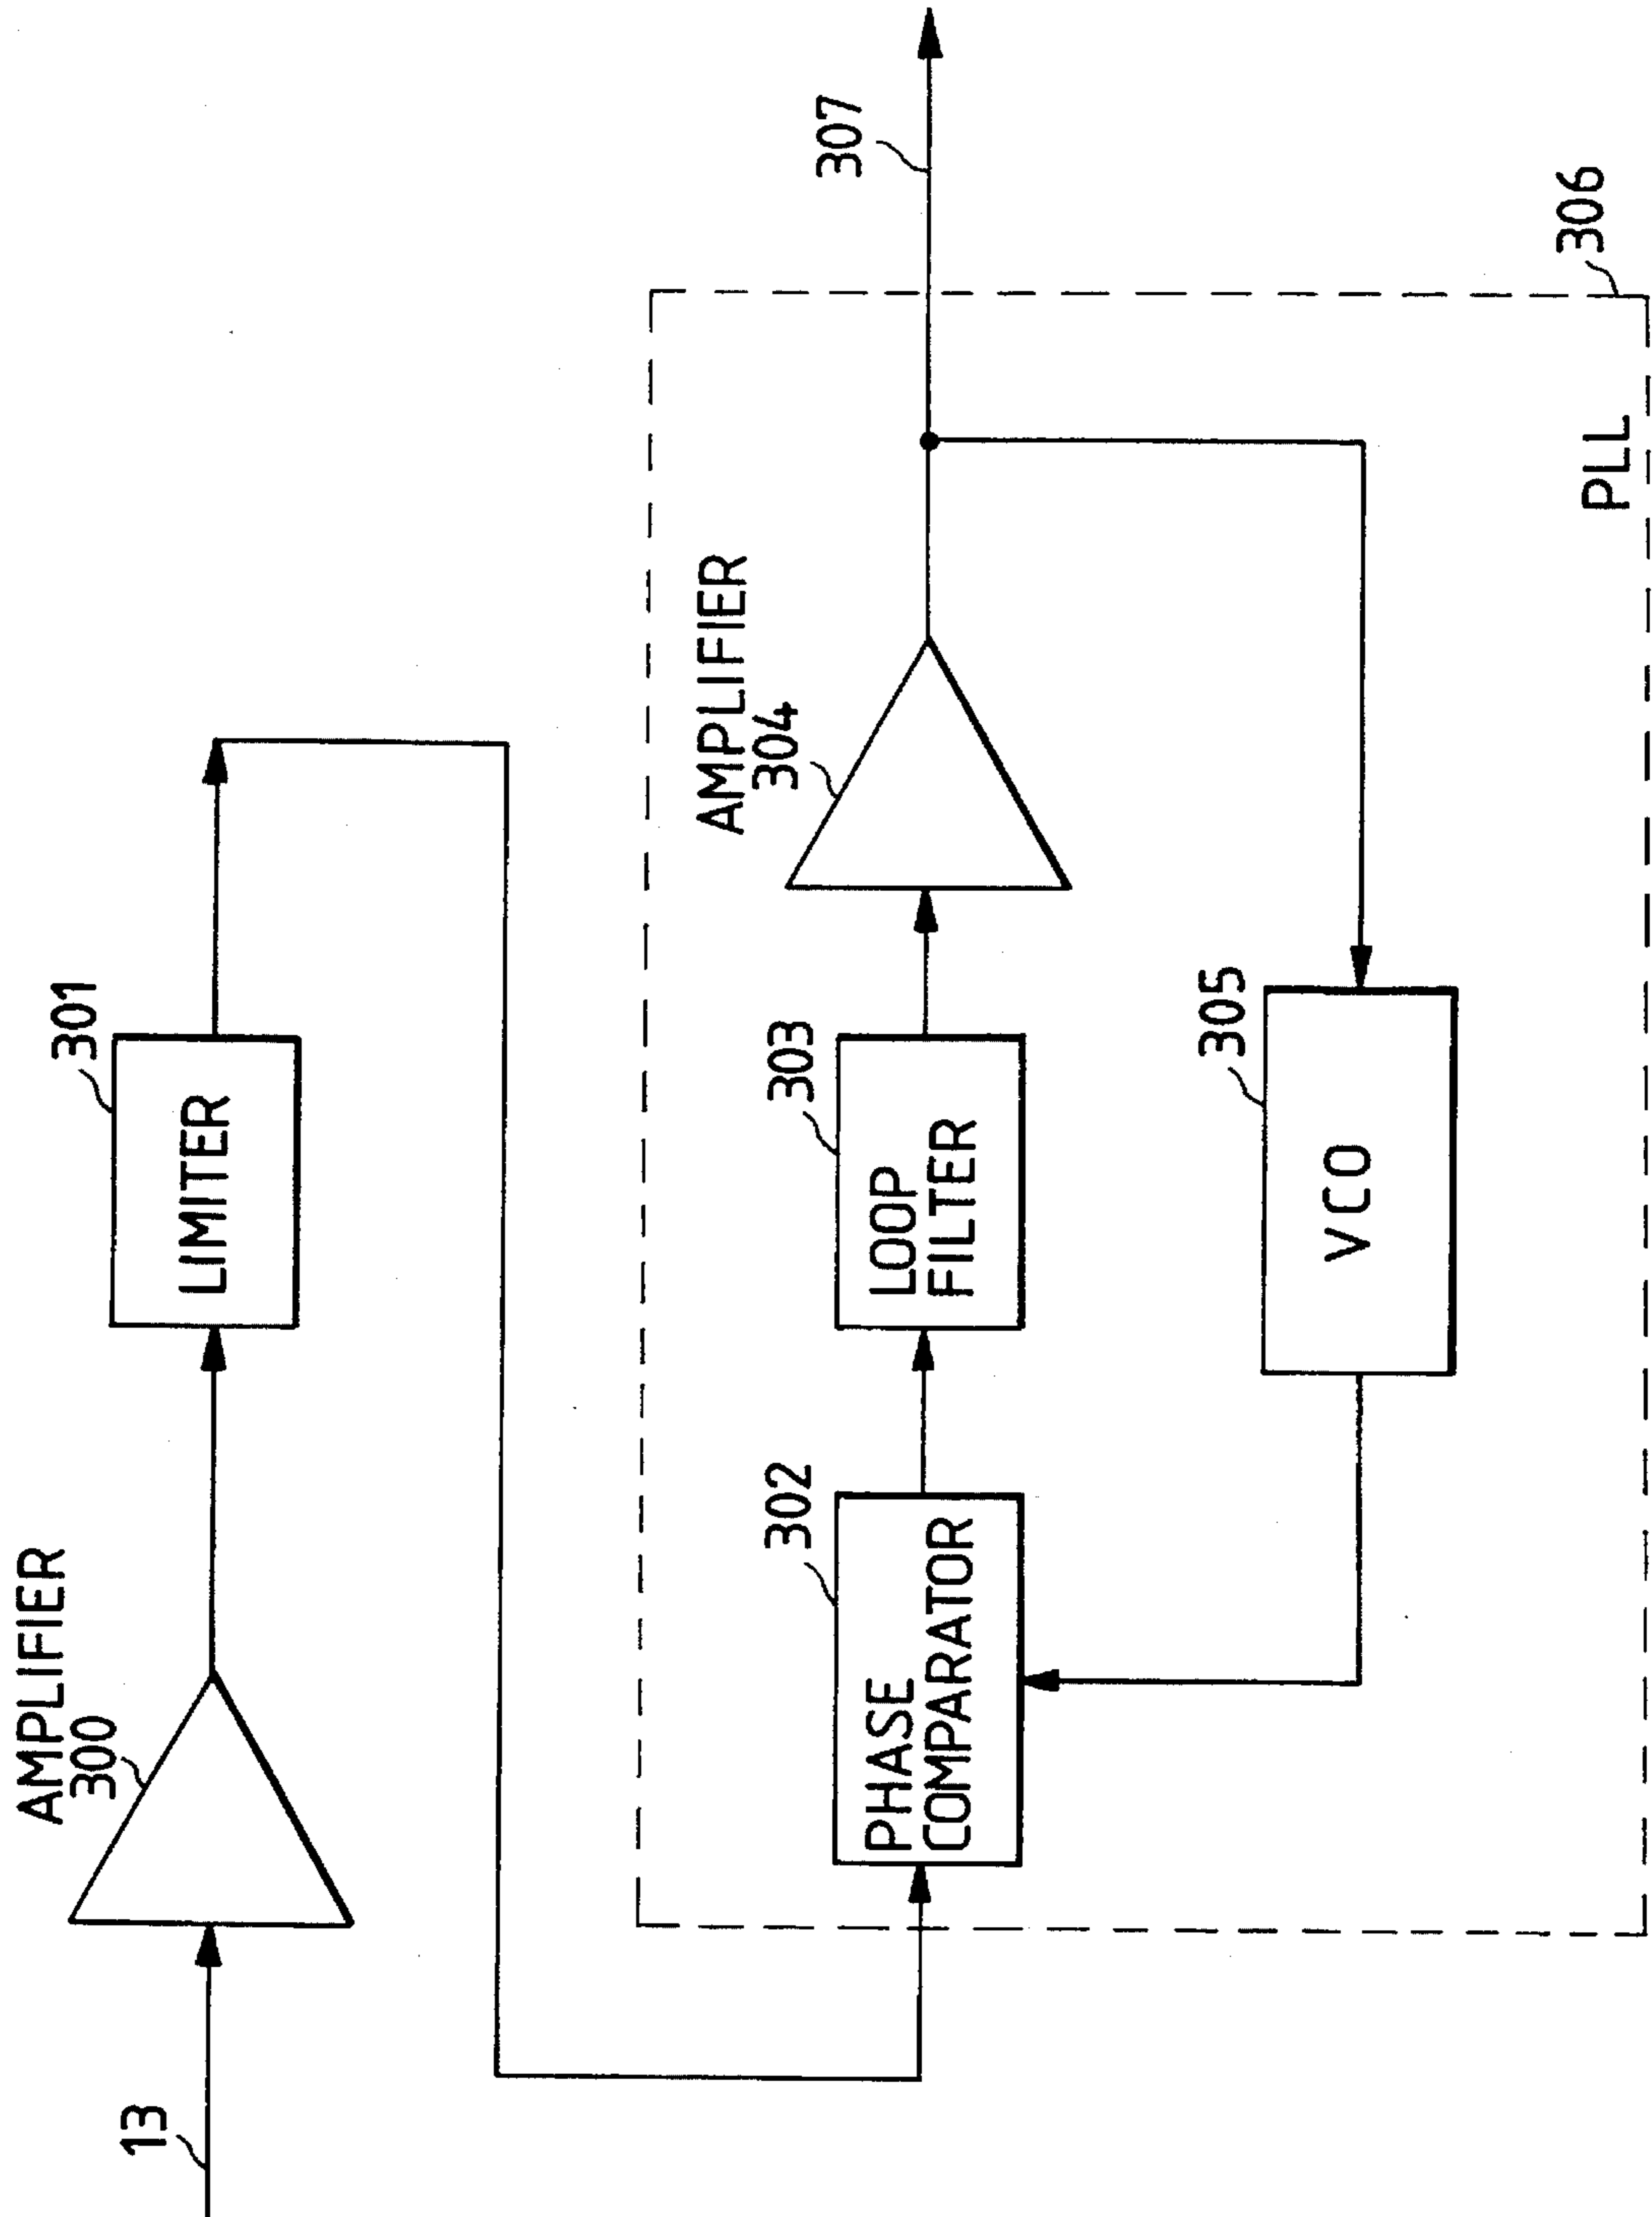 13
AMPLIFIER
300
301
LIMITER
302
PHASE
COMPARATOR
303
LOOP
FILTER
AMPLIFIER
304
305
VCO
307
PLL
306